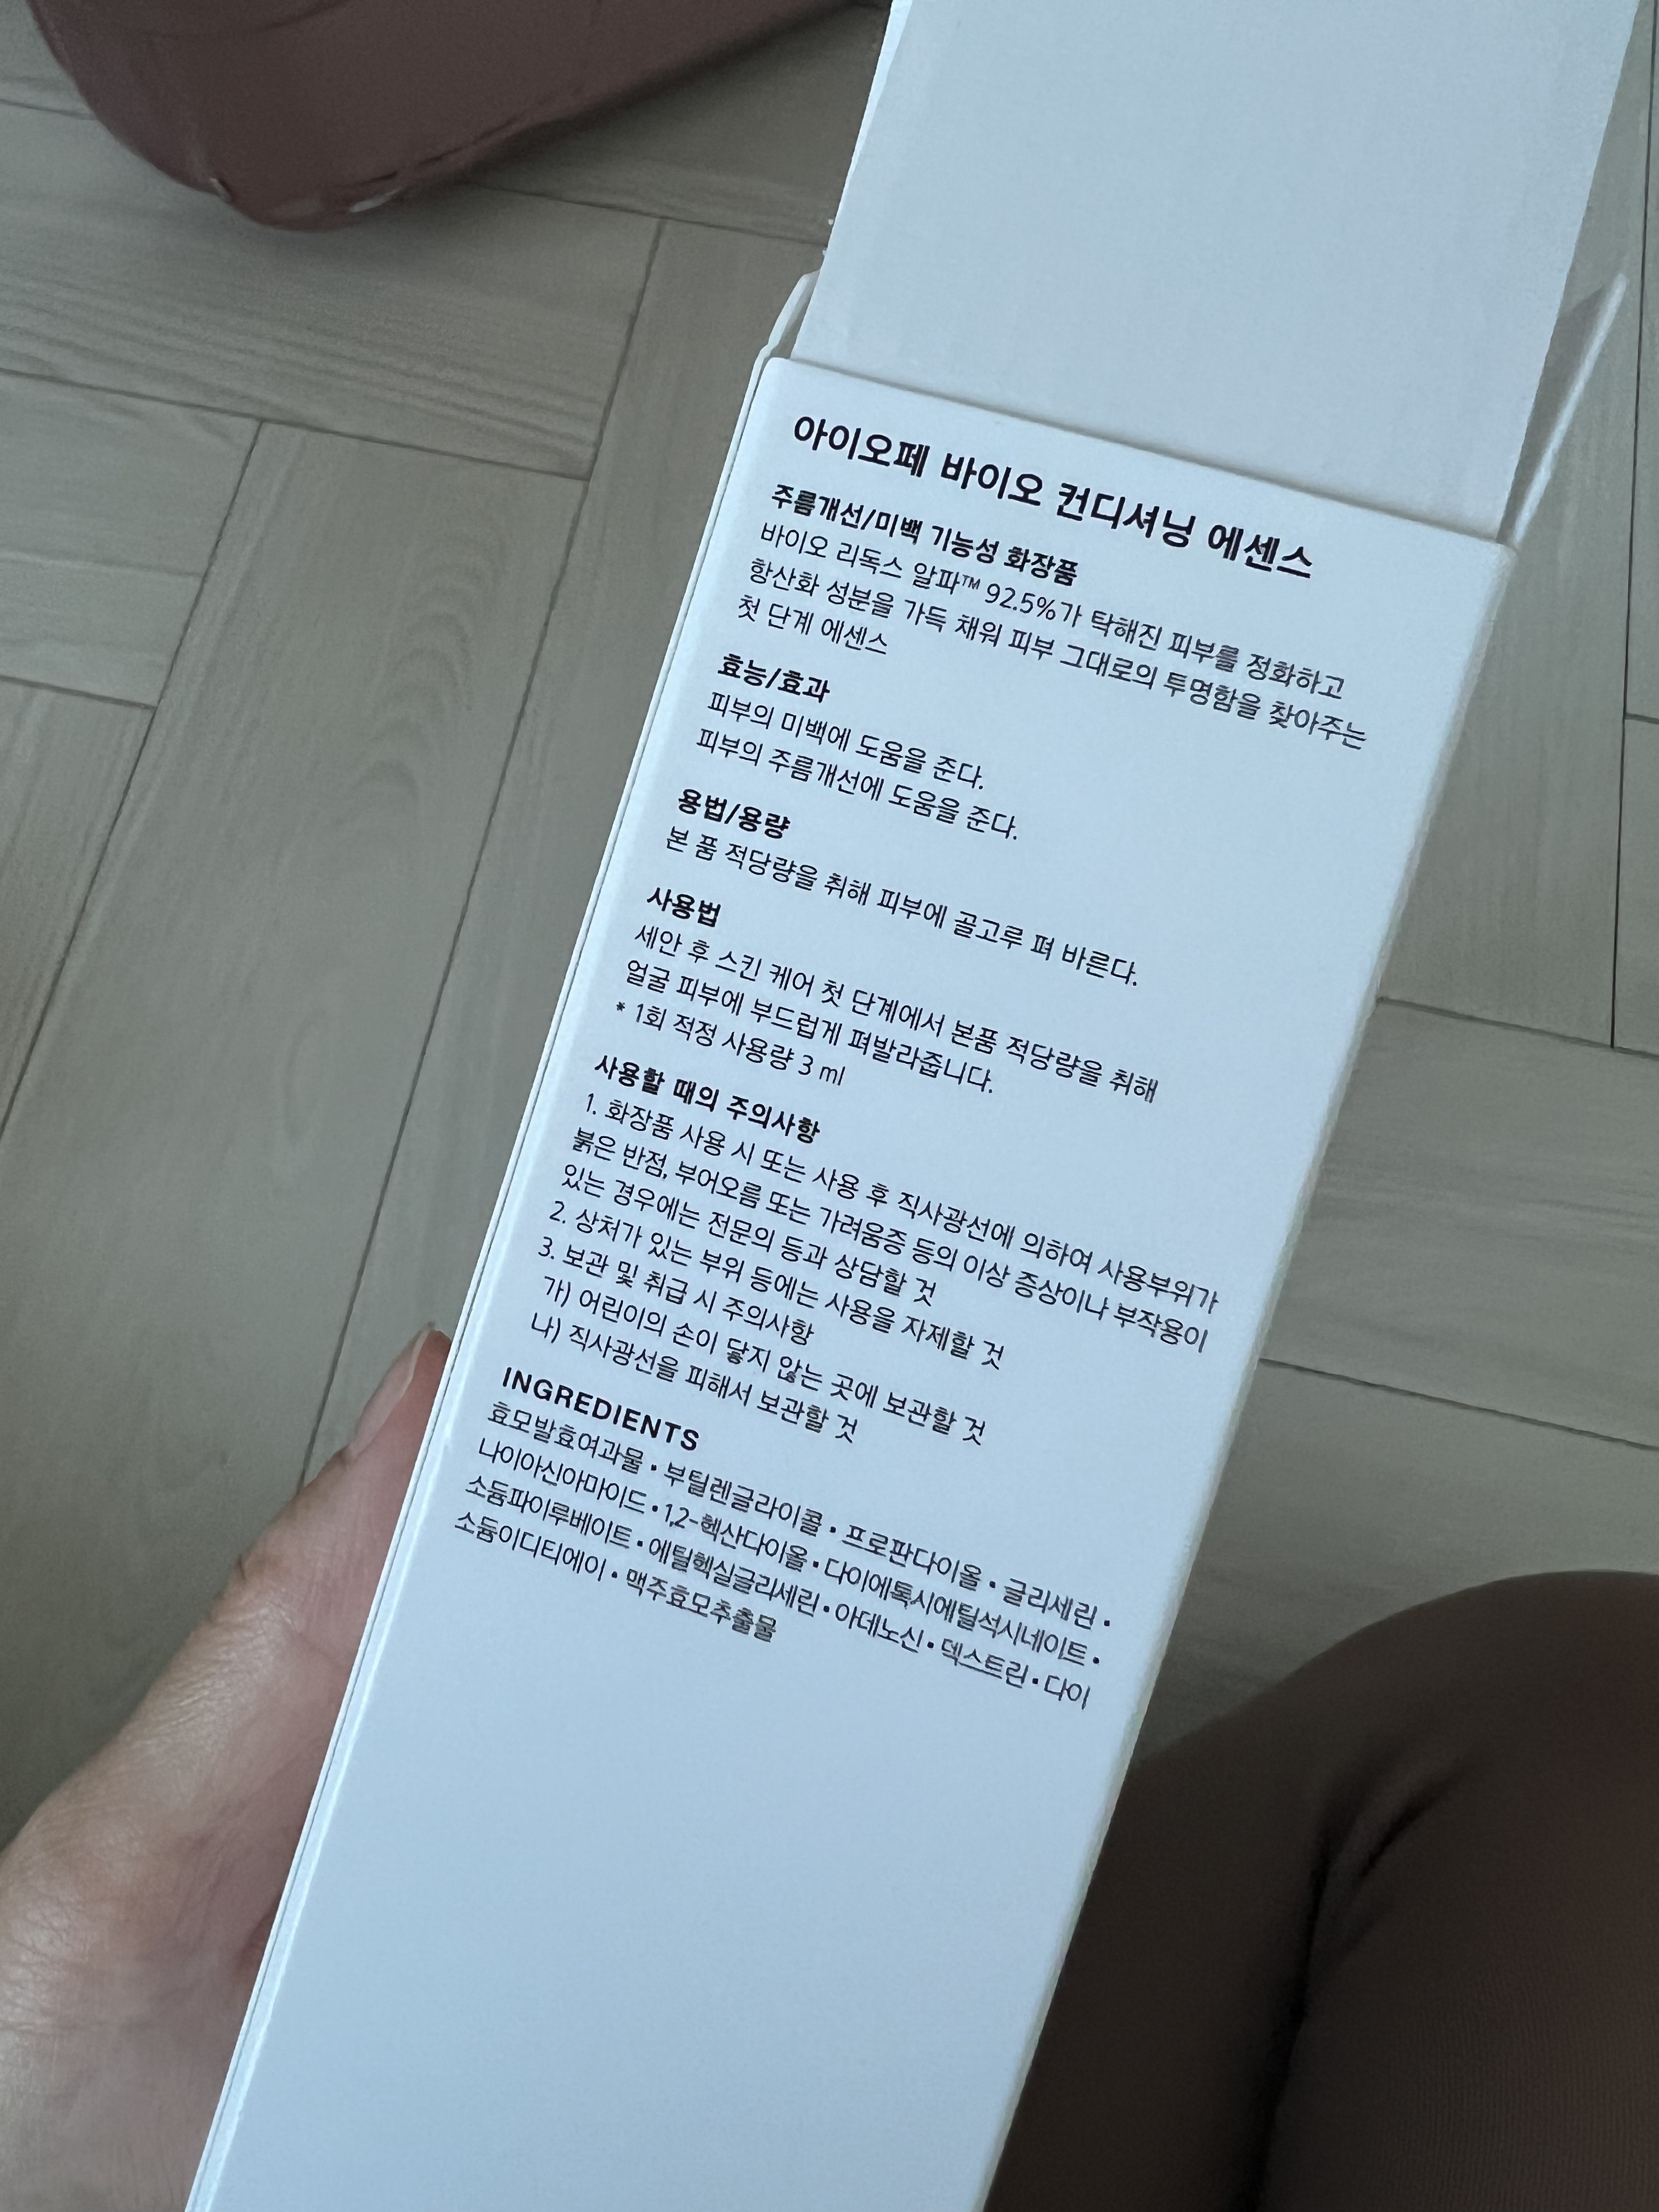 아이오페 바이오 컨디셔닝 에센스
주름개선/미백 기능성 화장품
바이오 리독스 알파™ 92.5%가 탁해진 피부를 정화하고
항산화 성분을 가득 채워 피부 그대로의 투명함을 찾아주는
첫 단계 에센스
효능/효과
피부의 미백에 도움을 준다.
피부의 주름개선에 도움을 준다.
용법/용량
본 품 적당량을 취해 피부에 골고루 펴 바른다.
사용법
세안 후 스킨 케어 첫 단계에서 본품 적당량을 취해
얼굴 피부에 부드럽게 펴발라줍니다.
* 1회 적정 사용량 3 ml
사용할 때의 주의사항
1. 화장품 사용 시 또는 사용 후 직사광선에 의하여 사용부위가
붉은 반점, 부어오름 또는 가려움증 등의 이상 증상이나 부작용이
있는 경우에는 전문의 등과 상담할 것
2. 상처가 있는 부위 등에는 사용을 자제할 것
3. 보관 및 취급 시 주의사항
가) 어린이의 손이 닿지 않는 곳에 보관할 것
나) 직사광선을 피해서 보관할 것
INGREDIENTS
효모발효여과물 • 부틸렌글라이콜 • 프로판다이올 • 글리세린 •
나이아신아마이드 • 1,2-헥산다이올 • 다이에톡시에틸석시네이트 •
소듐파이루베이트 • 에틸헥실글리세린 • 아데노신 • 덱스트린 • 다이
소듐이디티에이 • 맥주효모추출물